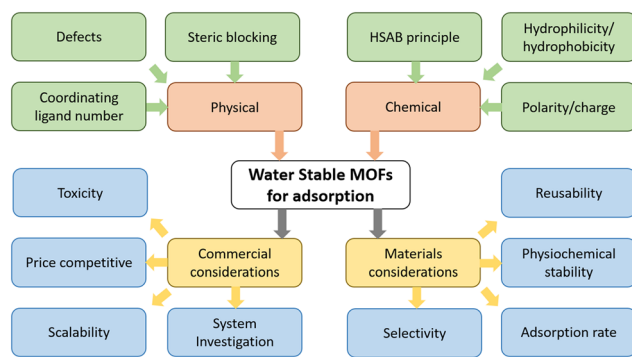 Defects
Steric blocking
HSAB principle
Hydrophilicity/
hydrophobicity
Coordinating
ligand number
Physical
Chemical
Polarity/charge
Water Stable MOFs
for adsorption
Toxicity
Reusability
Price competitive
Commercial
considerations
Materials
considerations
Physiochemical
stability
Scalability
System
Investigation
Selectivity
Adsorption rate